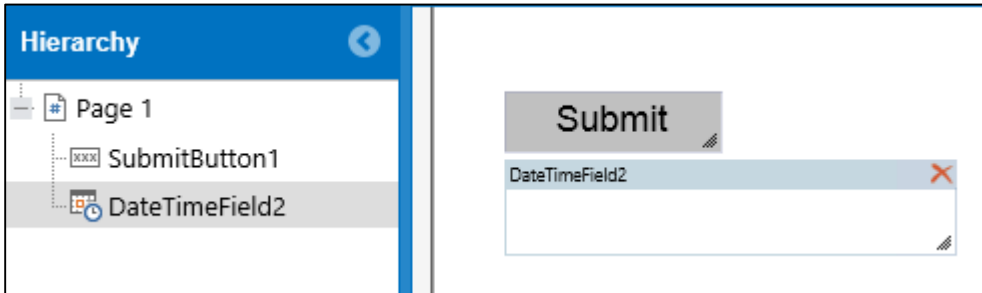 Hierarchy
Page 1
SubmitButton1
DateTimeField2
Submit
DateTimeField2